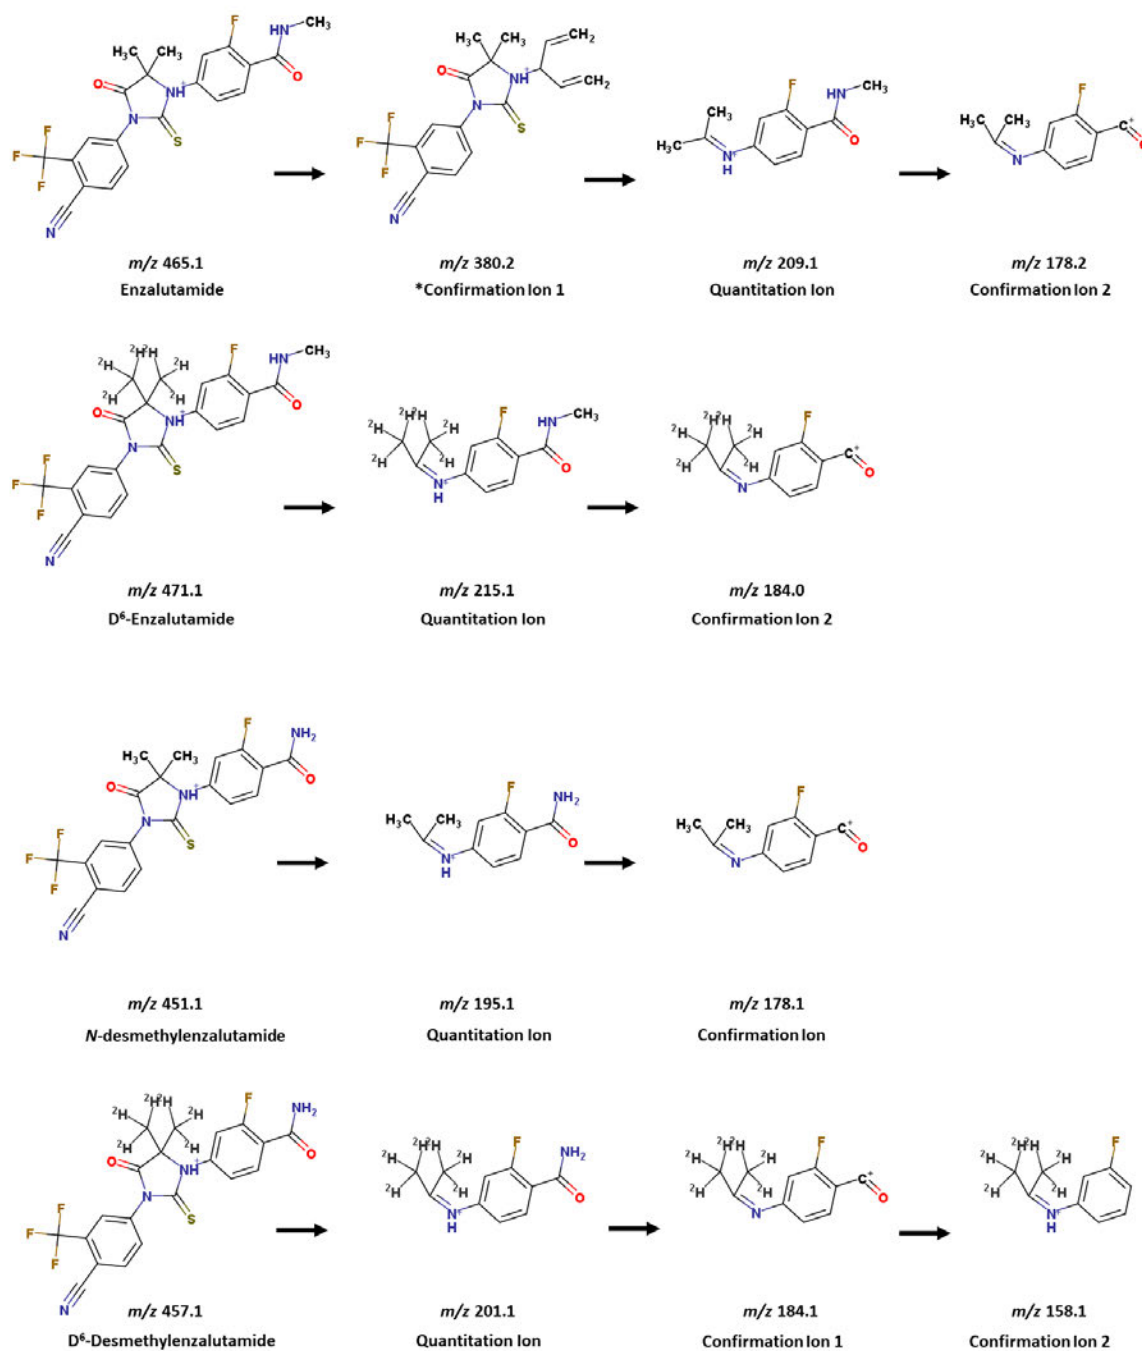 m/z 465.1 m/z 380.2 m/z 209.1 m/z 178.2
Enzalutamide *Confirmation Ion 1 Quantitation Ion Confirmation Ion 2
m/z 471.1 m/z 215.1 m/z 184.0
D⁶-Enzalutamide Quantitation Ion Confirmation Ion 2
m/z 451.1 m/z 195.1 m/z 178.1
N-desmethylenzalutamide Quantitation Ion Confirmation Ion
m/z 457.1 m/z 201.1 m/z 184.1 m/z 158.1
D⁶-Desmethylenzalutamide Quantitation Ion Confirmation Ion 1 Confirmation Ion 2